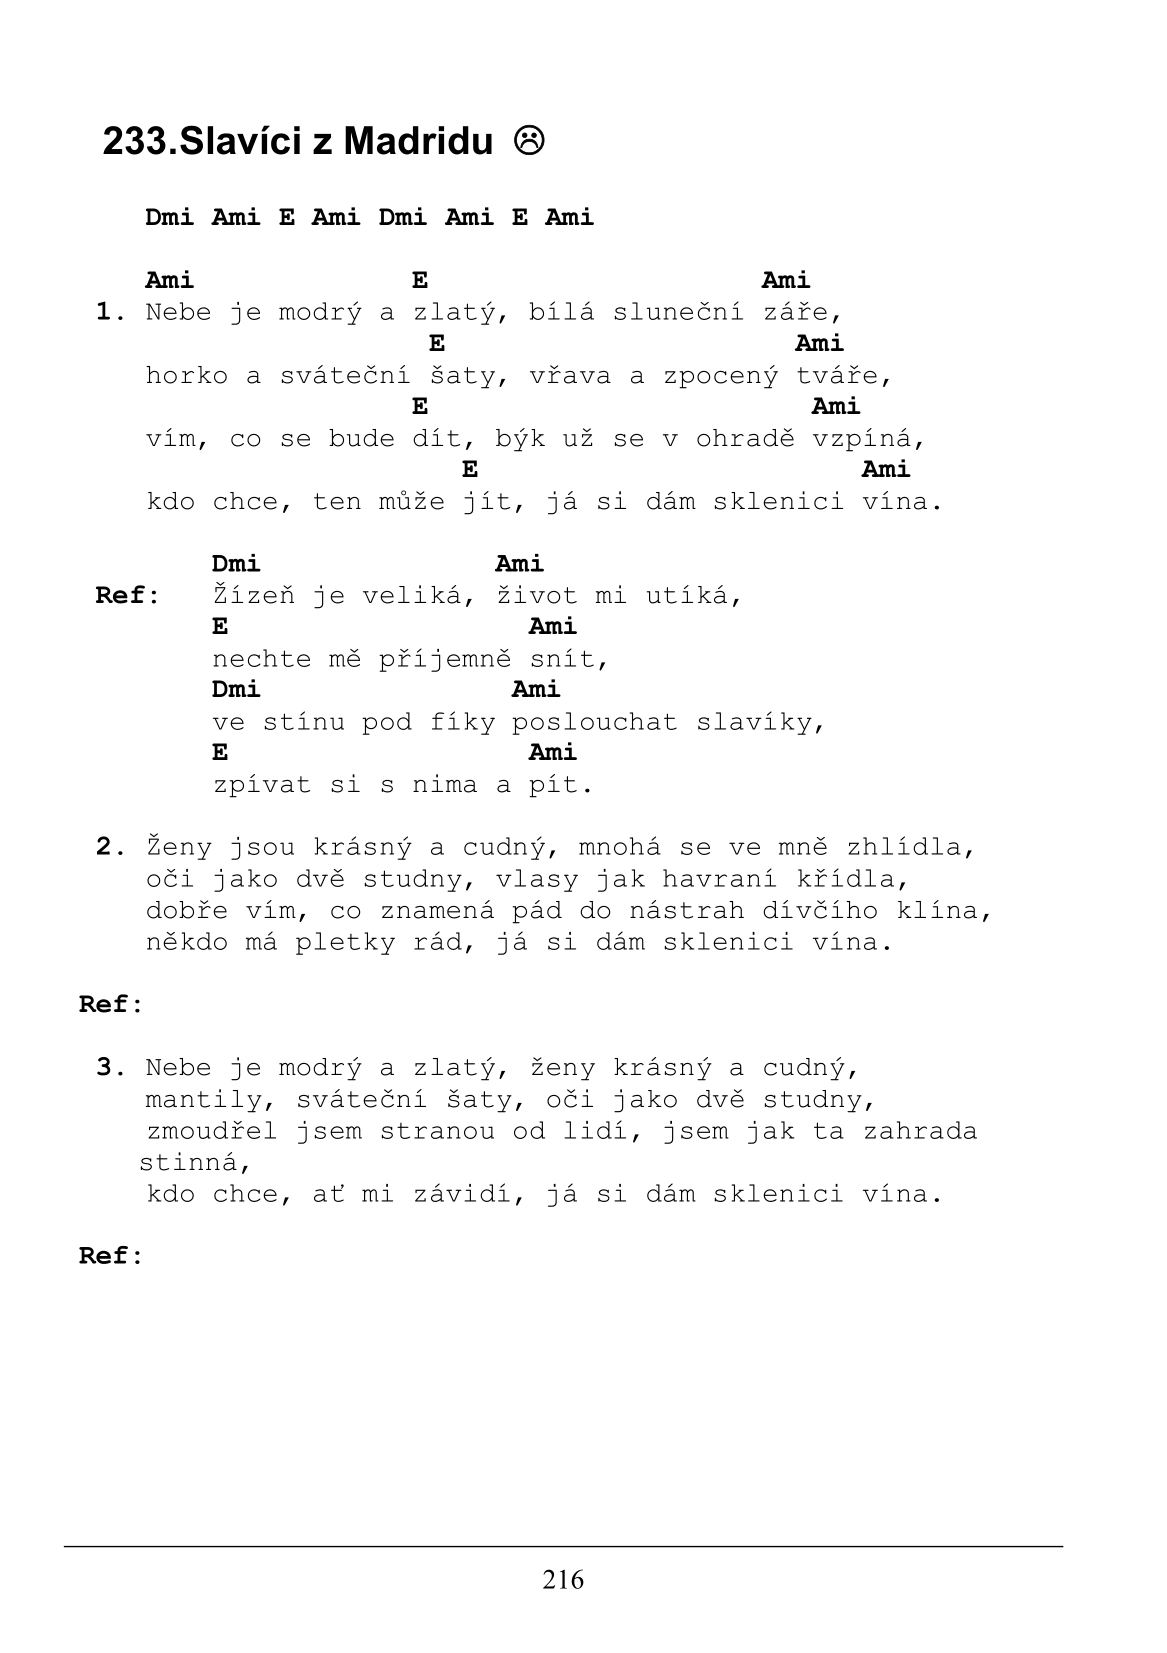 233.Slavíci z Madridu ☹
Dmi Ami E Ami Dmi Ami E Ami
Ami E Ami
1. Nebe je modrý a zlatý, bílá sluneční záře,
E Ami
horko a sváteční šaty, vřava a zpocený tváře,
E Ami
vím, co se bude dít, býk už se v ohradě vzpíná,
E Ami
kdo chce, ten může jít, já si dám sklenici vína.
Dmi Ami
Ref: Žízeň je veliká, život mi utíká,
E Ami
nechte mě příjemně snít,
Dmi Ami
ve stínu pod fíky poslouchat slavíky,
E Ami
zpívat si s nima a pít.
2. Ženy jsou krásný a cudný, mnohá se ve mně zhlídla,
oči jako dvě studny, vlasy jak havraní křídla,
dobře vím, co znamená pád do nástrah dívčího klína,
někdo má pletky rád, já si dám sklenici vína.
Ref:
3. Nebe je modrý a zlatý, ženy krásný a cudný,
mantily, sváteční šaty, oči jako dvě studny,
zmoudřel jsem stranou od lidí, jsem jak ta zahrada
stinná,
kdo chce, ať mi závidí, já si dám sklenici vína.
Ref:
216